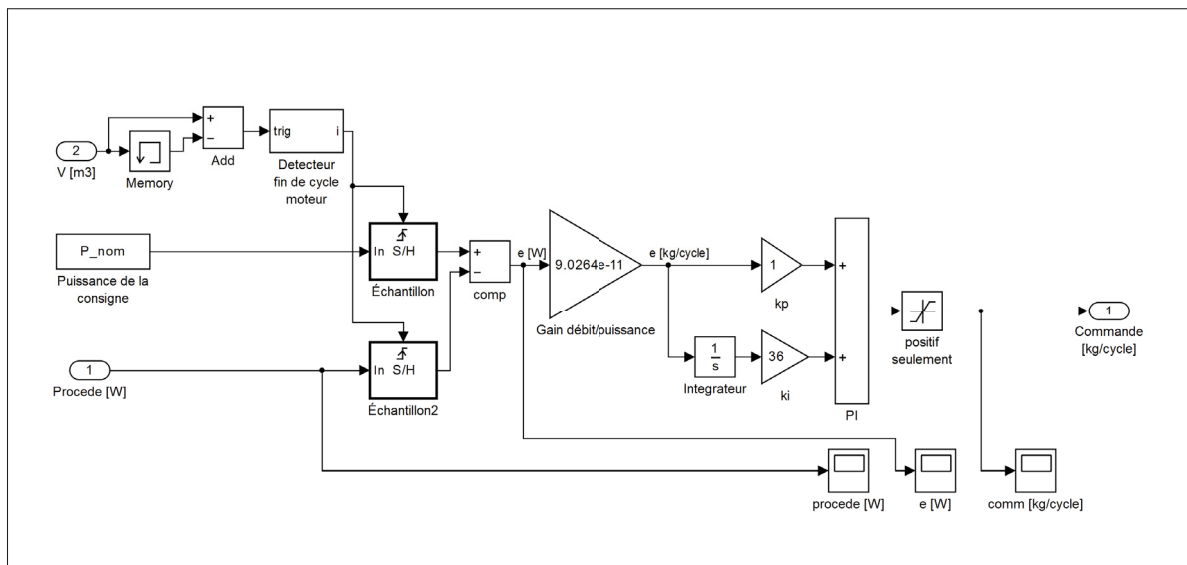 2
V [m3]
Memory
+
−
Add
trig
i
Detecteur
fin de cycle
moteur
P_nom
Puissance de la
consigne
In S/H
Échantillon
+
−
comp
e [W]
9.0264e-11
Gain débit/puissance
e [kg/cycle]
1
kp
1
s
Integrateur
36
ki
+
+
PI
positif
seulement
1
Commande
[kg/cycle]
1
Procede [W]
In S/H
Échantillon2
procede [W]
e [W]
comm [kg/cycle]